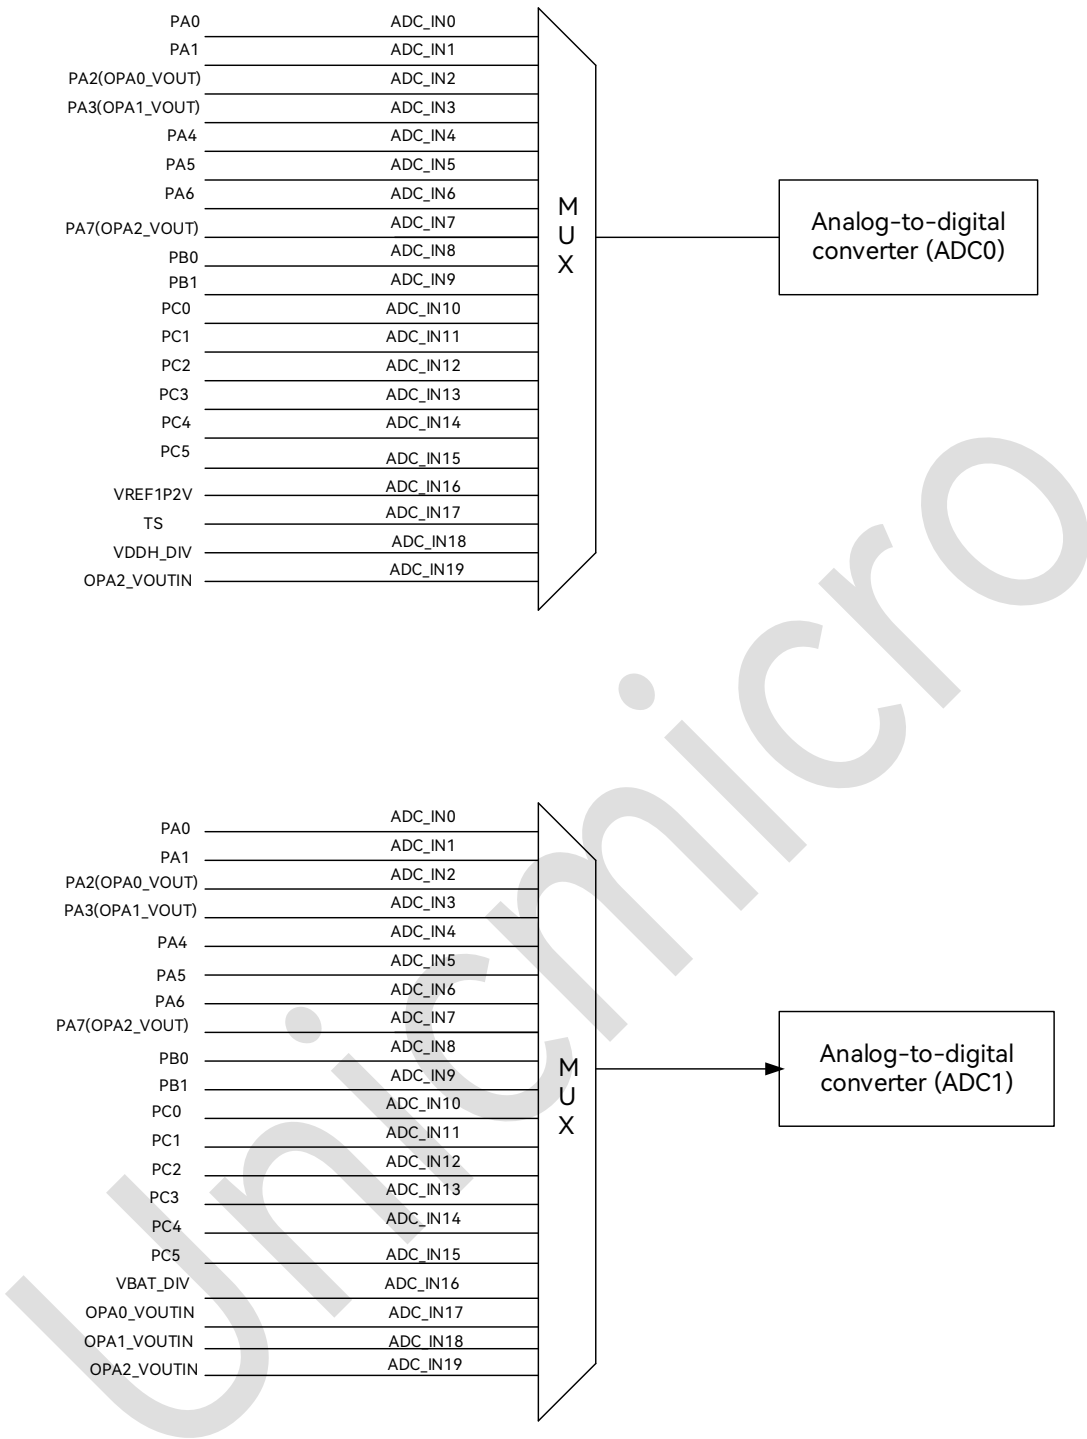 PA0 ADC_IN0
PA1 ADC_IN1
PA2(OPA0_VOUT) ADC_IN2
PA3(OPA1_VOUT) ADC_IN3
PA4 ADC_IN4
PA5 ADC_IN5
PA6 ADC_IN6
PA7(OPA2_VOUT) ADC_IN7
PB0 ADC_IN8
PB1 ADC_IN9
PC0 ADC_IN10
PC1 ADC_IN11
PC2 ADC_IN12
PC3 ADC_IN13
PC4 ADC_IN14
PC5 ADC_IN15
VREF1P2V ADC_IN16
TS ADC_IN17
VDDH_DIV ADC_IN18
OPA2_VOUTIN ADC_IN19
M
U
X
Analog-to-digital
converter (ADC0)
PA0 ADC_IN0
PA1 ADC_IN1
PA2(OPA0_VOUT) ADC_IN2
PA3(OPA1_VOUT) ADC_IN3
PA4 ADC_IN4
PA5 ADC_IN5
PA6 ADC_IN6
PA7(OPA2_VOUT) ADC_IN7
PB0 ADC_IN8
PB1 ADC_IN9
PC0 ADC_IN10
PC1 ADC_IN11
PC2 ADC_IN12
PC3 ADC_IN13
PC4 ADC_IN14
PC5 ADC_IN15
VBAT_DIV ADC_IN16
OPA0_VOUTIN ADC_IN17
OPA1_VOUTIN ADC_IN18
OPA2_VOUTIN ADC_IN19
M
U
X
Analog-to-digital
converter (ADC1)
Unicmicro